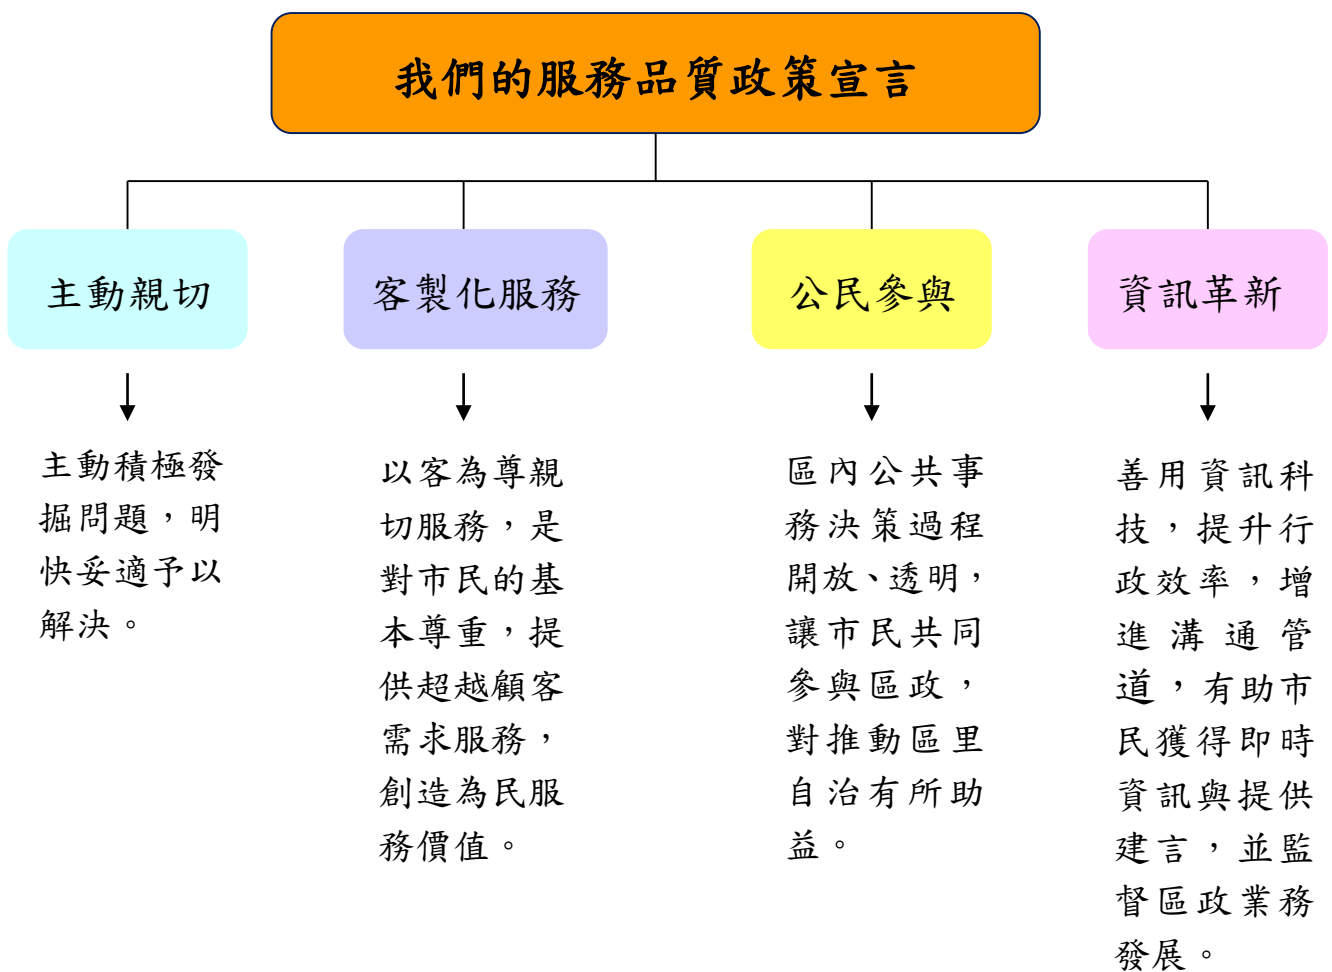 我們的服務品質政策宣言
主動親切
客製化服務
公民參與
資訊革新
主動積極發
掘問題，明
快妥適予以
解決。
以客為尊親
切服務，是
對市民的基
本尊重，提
供超越顧客
需求服務，
創造為民服
務價值。
區內公共事
務決策過程
開放、透明，
讓市民共同
參與區政，
對推動區里
自治有所助
益。
善用資訊科
技，提升行
政效率，增
進溝通管
道，有助市
民獲得即時
資訊與提供
建言，並監
督區政業務
發展。